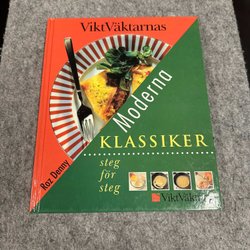 ViktVäktarnas
Moderna
KLASSIKER
Roz Denny
steg
för
steg
ViktVäkt